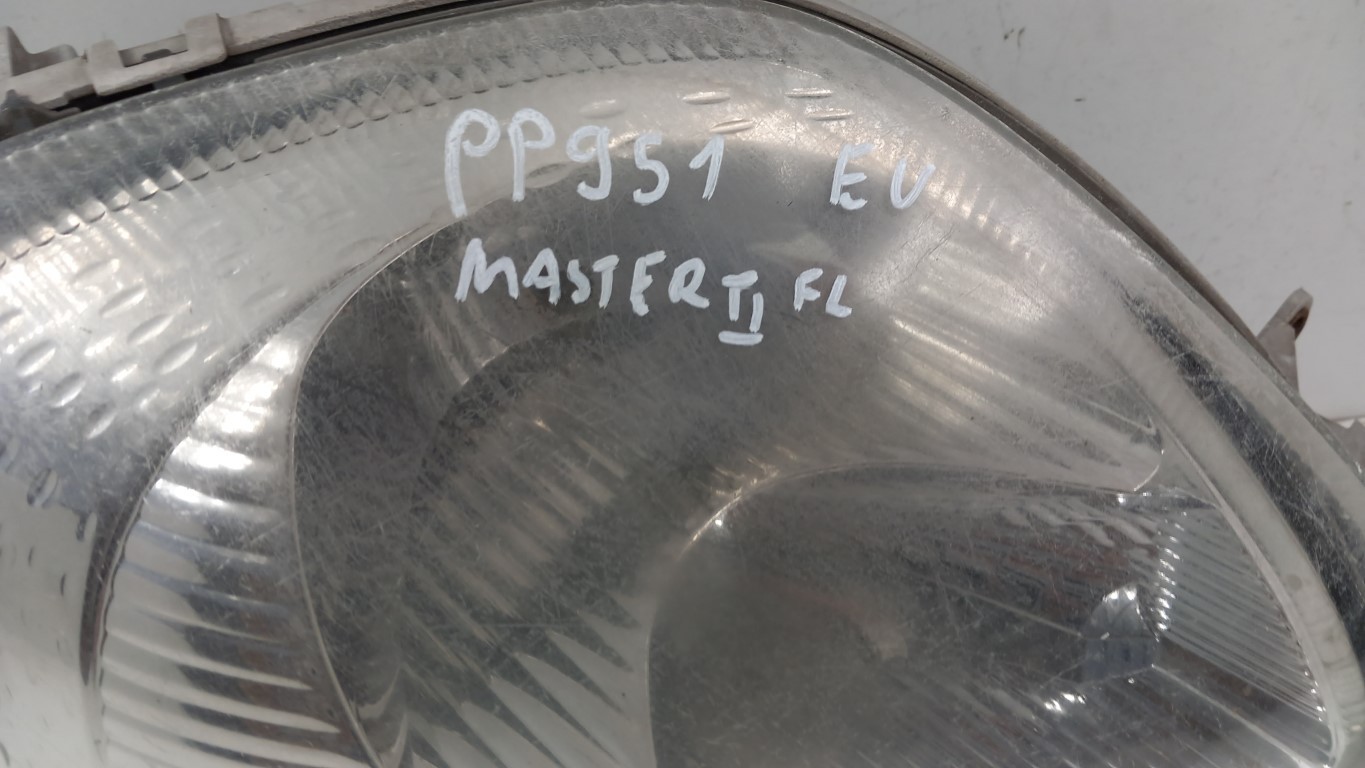 PP951 EU
MASTER II FL